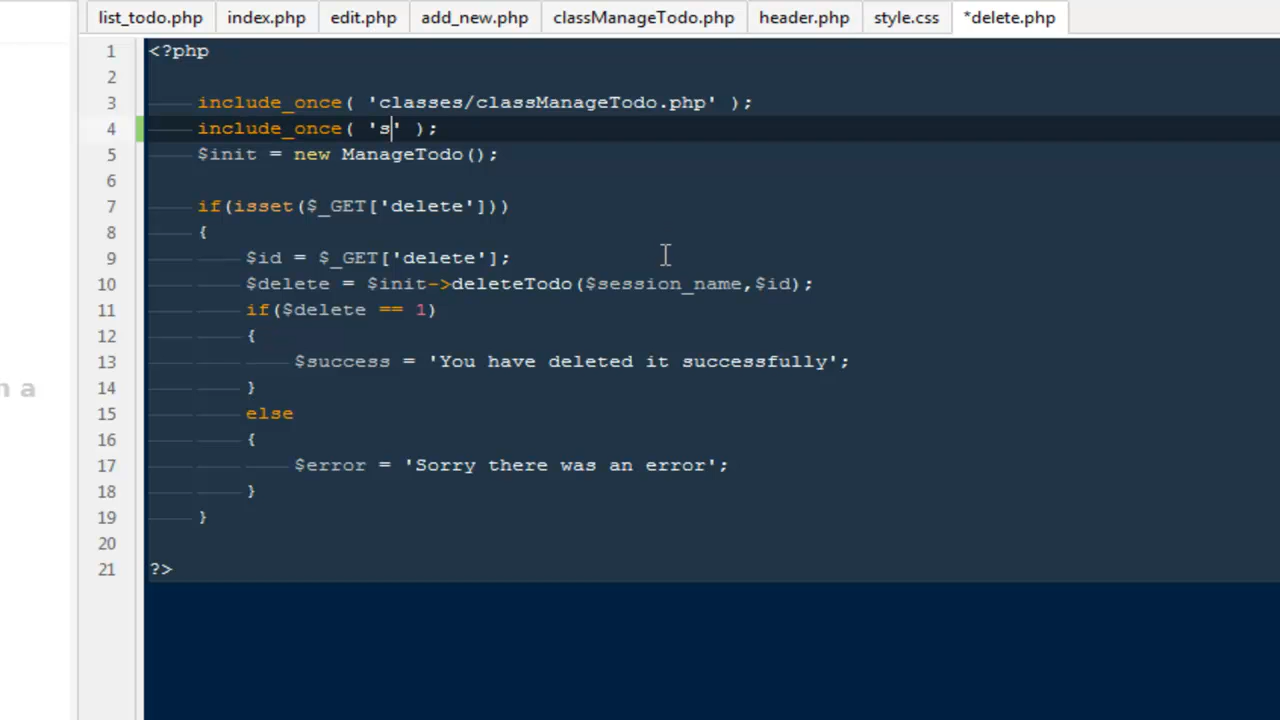 list_todo.php index.php edit.php add_new.php classManageTodo.php header.php style.css *delete.php
1 <?php
2
3 include_once( 'classes/classManageTodo.php' );
4 include_once( 's' );
5 $init = new ManageTodo();
6
7 if(isset($_GET['delete']))
8 {
9 $id = $_GET['delete'];
10 $delete = $init->deleteTodo($session_name,$id);
11 if($delete == 1)
12 {
13 $success = 'You have deleted it successfully';
14 }
15 else
16 {
17 $error = 'Sorry there was an error';
18 }
19 }
20
21 ?>
n a